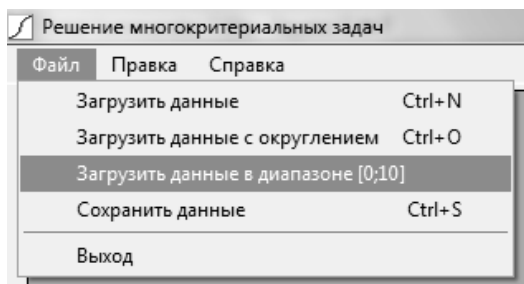 Решение многокритериальных задач
Файл Правка Справка
Загрузить данные Ctrl+N
Загрузить данные с округлением Ctrl+O
Загрузить данные в диапазоне [0;10]
Сохранить данные Ctrl+S
Выход